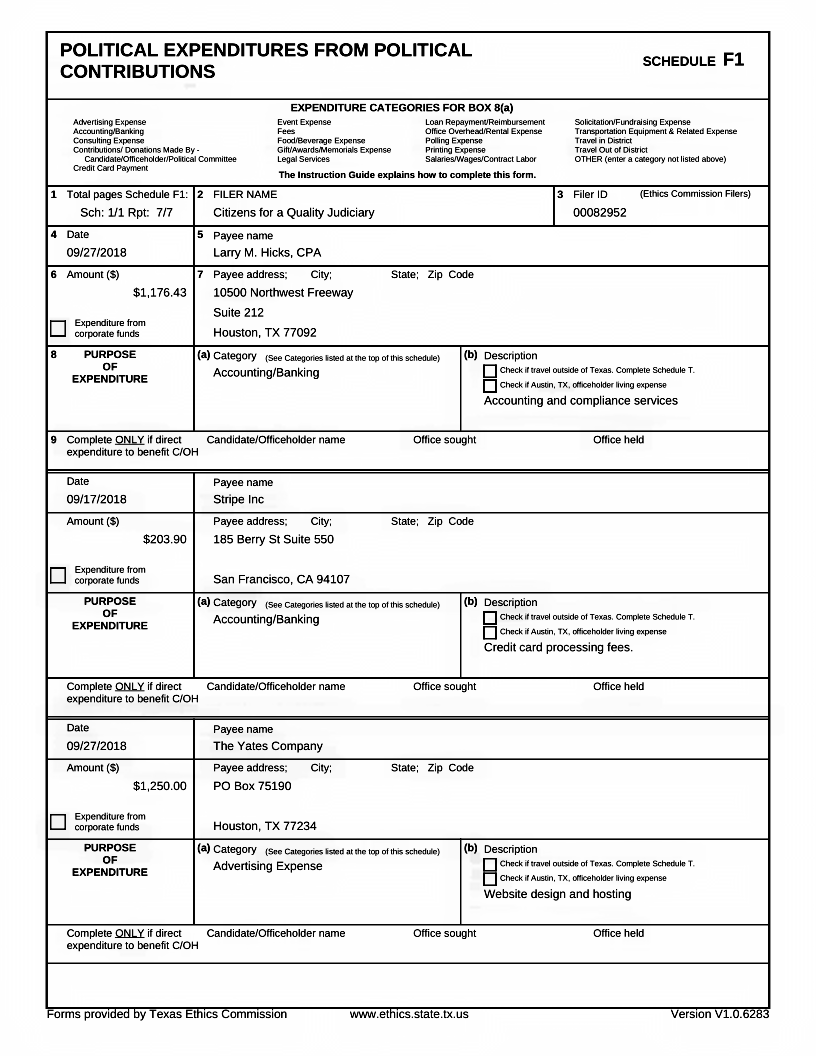 POLITICAL EXPENDITURES FROM POLITICAL
CONTRIBUTIONS
SCHEDULE F1
EXPENDITURE CATEGORIES FOR BOX 8(a)
Advertising Expense
Accounting/Banking
Consulting Expense
Contributions/ Donations Made By -
Candidate/Officeholder/Political Committee
Credit Card Payment
Event Expense
Fees
Food/Beverage Expense
Gift/Awards/Memorials Expense
Legal Services
Loan Repayment/Reimbursement
Office Overhead/Rental Expense
Polling Expense
Printing Expense
Salaries/Wages/Contract Labor
Solicitation/Fundraising Expense
Transportation Equipment & Related Expense
Travel in District
Travel Out of District
OTHER (enter a category not listed above)
The Instruction Guide explains how to complete this form.
1 Total pages Schedule F1:
Sch: 1/1 Rpt: 7/7
2 FILER NAME
Citizens for a Quality Judiciary
3 Filer ID (Ethics Commission Filers)
00082952
4 Date
09/27/2018
5 Payee name
Larry M. Hicks, CPA
6 Amount ($)
$1,176.43
Expenditure from
corporate funds
7 Payee address; City; State; Zip Code
10500 Northwest Freeway
Suite 212
Houston, TX 77092
8 PURPOSE
OF
EXPENDITURE
(a) Category (See Categories listed at the top of this schedule)
Accounting/Banking
(b) Description
Check if travel outside of Texas. Complete Schedule T.
Check if Austin, TX, officeholder living expense
Accounting and compliance services
9 Complete ONLY if direct
expenditure to benefit C/OH
Candidate/Officeholder name Office sought Office held
Date
09/17/2018
Payee name
Stripe Inc
Amount ($)
$203.90
Expenditure from
corporate funds
Payee address; City; State; Zip Code
185 Berry St Suite 550
San Francisco, CA 94107
PURPOSE
OF
EXPENDITURE
(a) Category (See Categories listed at the top of this schedule)
Accounting/Banking
(b) Description
Check if travel outside of Texas. Complete Schedule T.
Check if Austin, TX, officeholder living expense
Credit card processing fees.
Complete ONLY if direct
expenditure to benefit C/OH
Candidate/Officeholder name Office sought Office held
Date
09/27/2018
Payee name
The Yates Company
Amount ($)
$1,250.00
Expenditure from
corporate funds
Payee address; City; State; Zip Code
PO Box 75190
Houston, TX 77234
PURPOSE
OF
EXPENDITURE
(a) Category (See Categories listed at the top of this schedule)
Advertising Expense
(b) Description
Check if travel outside of Texas. Complete Schedule T.
Check if Austin, TX, officeholder living expense
Website design and hosting
Complete ONLY if direct
expenditure to benefit C/OH
Candidate/Officeholder name Office sought Office held
Forms provided by Texas Ethics Commission www.ethics.state.tx.us Version V1.0.6283